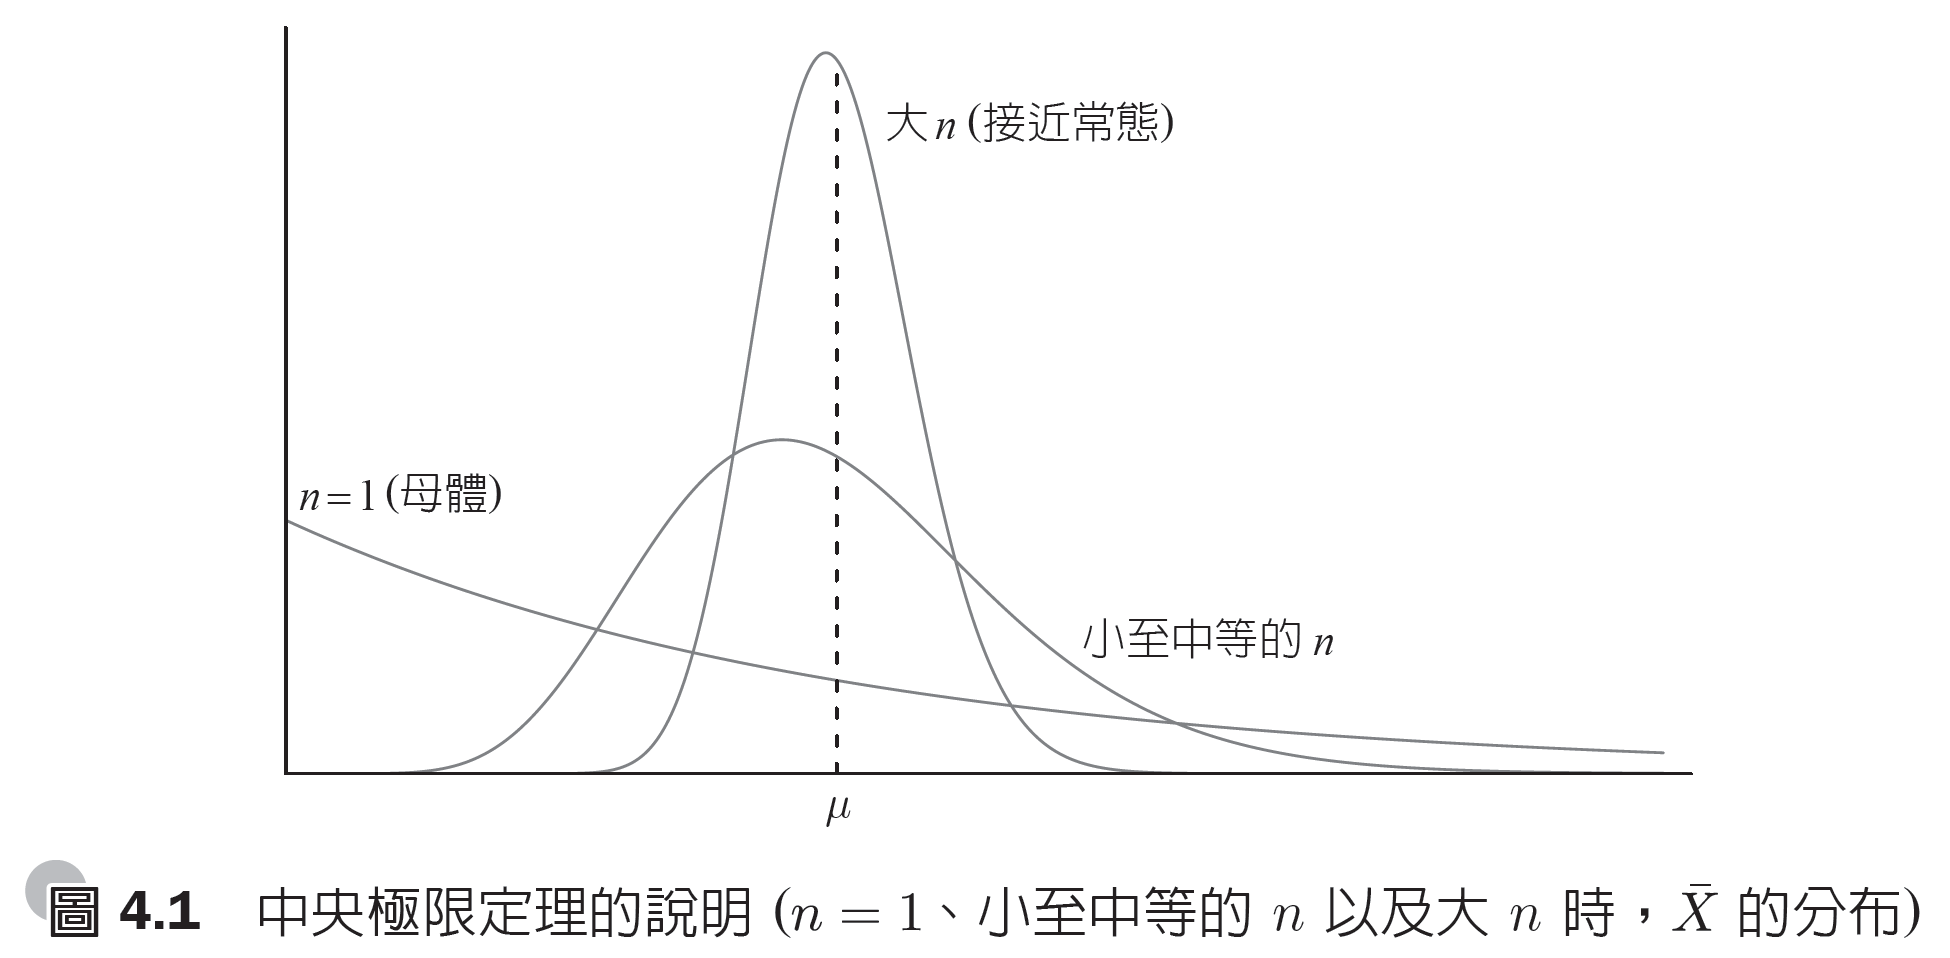 大 n (接近常態)
n = 1 (母體)
小至中等的 n
μ
圖 4.1 中央極限定理的說明 (n = 1、小至中等的 n 以及大 n 時，X̄ 的分布)